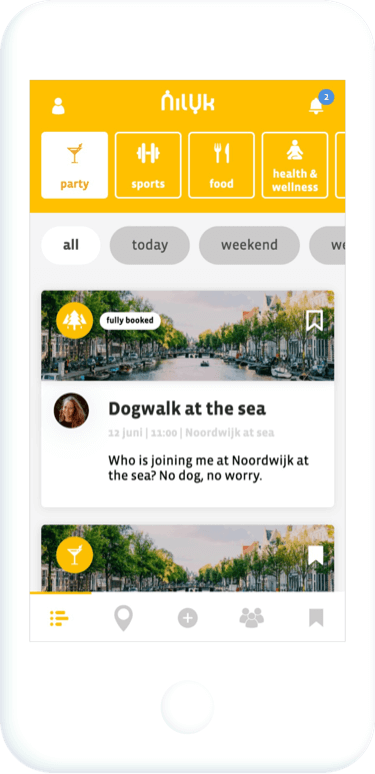 nilyk
2
party
sports
food
health &
wellness
all
today
weekend
we
fully booked
Dogwalk at the sea
12 juni | 11:00 | Noordwijk at sea
Who is joining me at Noordwijk at
the sea? No dog, no worry.